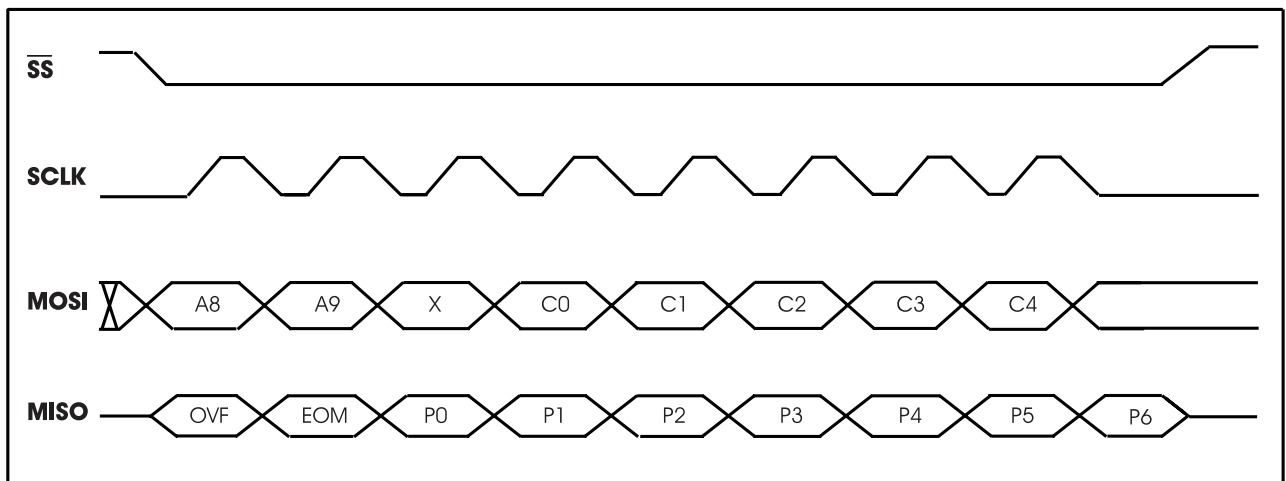 SS
SCLK
MOSI A8 A9 X C0 C1 C2 C3 C4
MISO OVF EOM P0 P1 P2 P3 P4 P5 P6